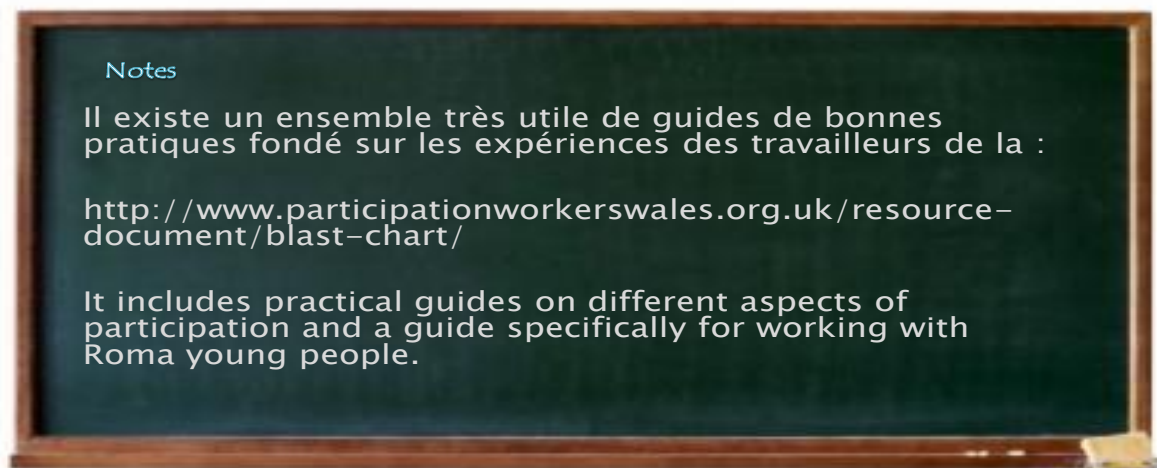 Notes
Il existe un ensemble très utile de guides de bonnes
pratiques fondé sur les expériences des travailleurs de la :
http://www.participationworkerswales.org.uk/resource-
document/blast-chart/
It includes practical guides on different aspects of
participation and a guide specifically for working with
Roma young people.